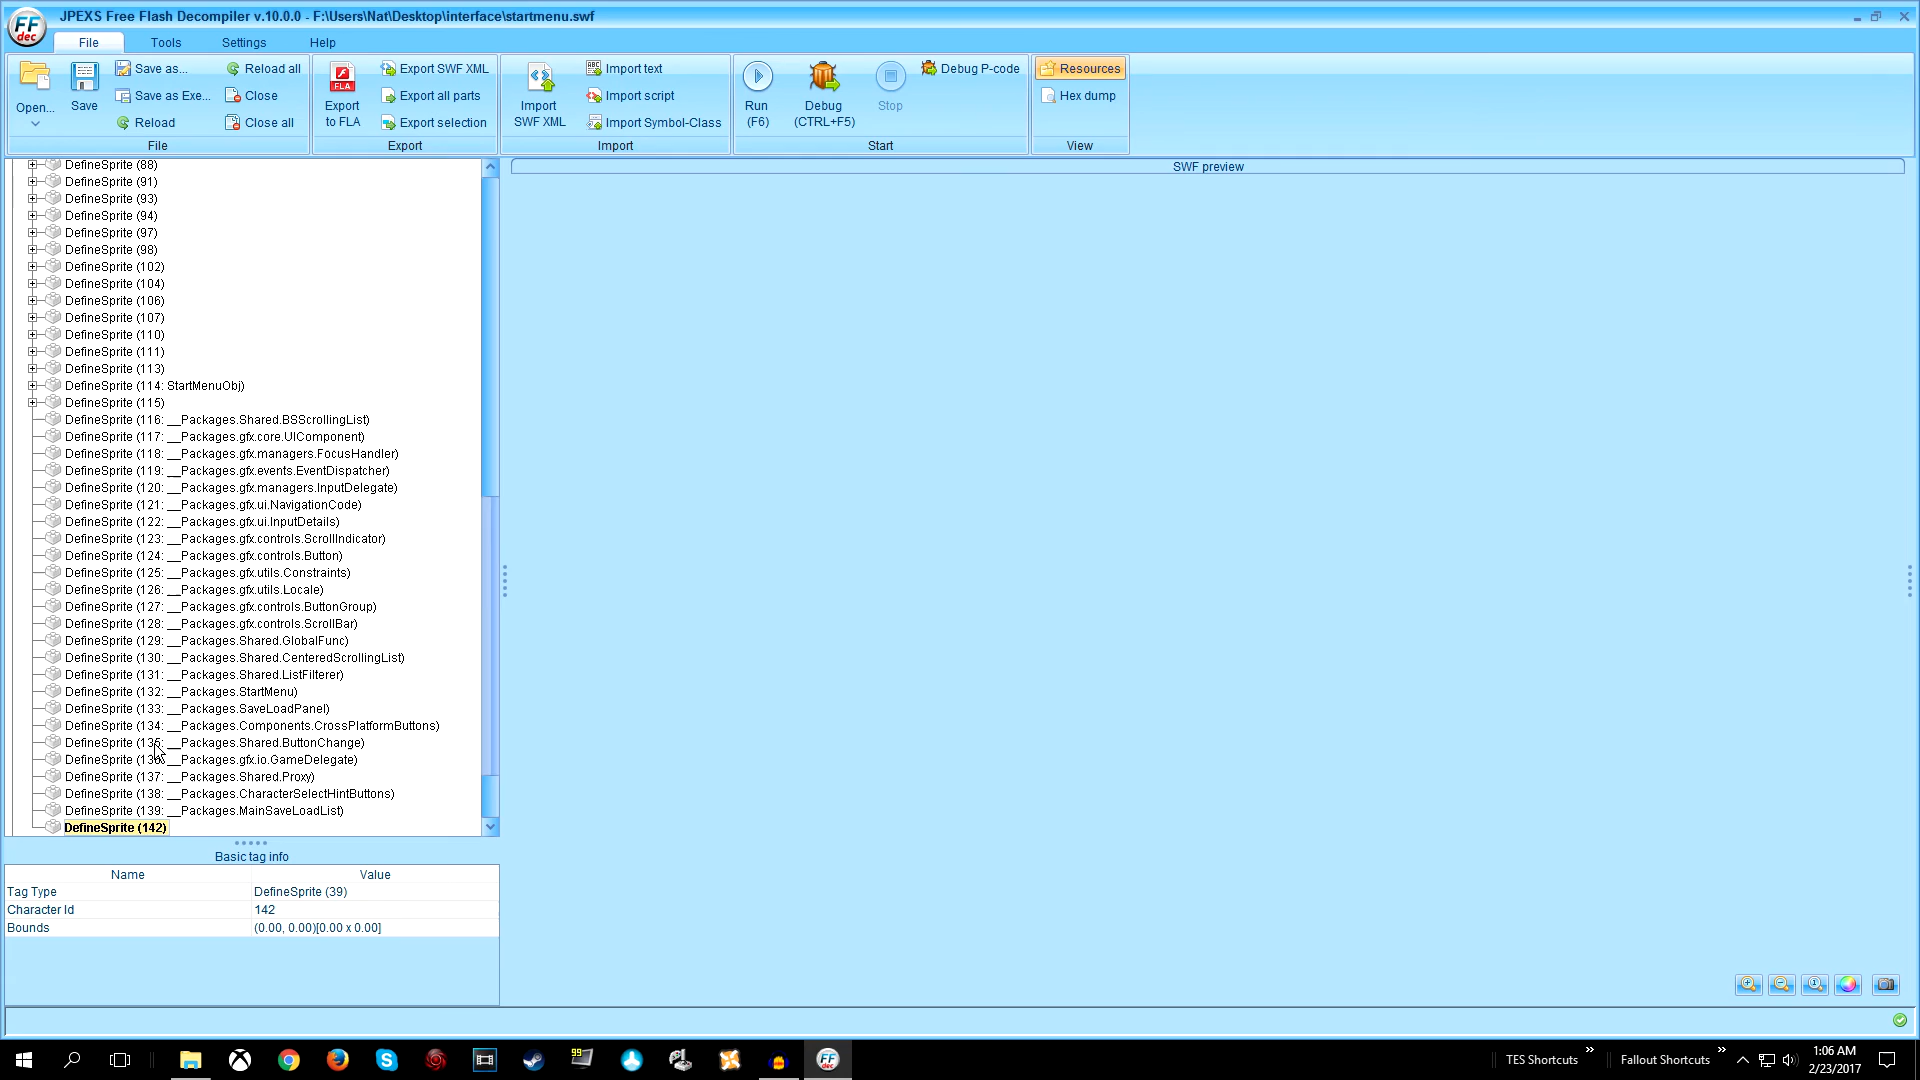 JPEXS Free Flash Decompiler v.10.0.0 - F:\Users\Nat\Desktop\interface\startmenu.swf
FF dec
File Tools Settings Help
Open... Save Save as... Reload all Export to FLA Export SWF XML Import SWF XML Import text Run (F6) Debug (CTRL+F5) Stop Debug P-code Resources
Save as Exe... Close Export all parts Import script Hex dump
Reload Close all Export selection Import Symbol-Class
File Export Import Start View
SWF preview
DefineSprite (88)
DefineSprite (91)
DefineSprite (93)
DefineSprite (94)
DefineSprite (97)
DefineSprite (98)
DefineSprite (102)
DefineSprite (104)
DefineSprite (106)
DefineSprite (107)
DefineSprite (110)
DefineSprite (111)
DefineSprite (113)
DefineSprite (114: StartMenuObj)
DefineSprite (115)
DefineSprite (116: __Packages.Shared.BSScrollingList)
DefineSprite (117: __Packages.gfx.core.UIComponent)
DefineSprite (118: __Packages.gfx.managers.FocusHandler)
DefineSprite (119: __Packages.gfx.events.EventDispatcher)
DefineSprite (120: __Packages.gfx.managers.InputDelegate)
DefineSprite (121: __Packages.gfx.ui.NavigationCode)
DefineSprite (122: __Packages.gfx.ui.InputDetails)
DefineSprite (123: __Packages.gfx.controls.ScrollIndicator)
DefineSprite (124: __Packages.gfx.controls.Button)
DefineSprite (125: __Packages.gfx.utils.Constraints)
DefineSprite (126: __Packages.gfx.utils.Locale)
DefineSprite (127: __Packages.gfx.controls.ButtonGroup)
DefineSprite (128: __Packages.gfx.controls.ScrollBar)
DefineSprite (129: __Packages.Shared.GlobalFunc)
DefineSprite (130: __Packages.Shared.CenteredScrollingList)
DefineSprite (131: __Packages.Shared.ListFilterer)
DefineSprite (132: __Packages.StartMenu)
DefineSprite (133: __Packages.SaveLoadPanel)
DefineSprite (134: __Packages.Components.CrossPlatformButtons)
DefineSprite (135: __Packages.Shared.ButtonChange)
DefineSprite (136: __Packages.gfx.io.GameDelegate)
DefineSprite (137: __Packages.Shared.Proxy)
DefineSprite (138: __Packages.CharacterSelectHintButtons)
DefineSprite (139: __Packages.MainSaveLoadList)
DefineSprite (142)
Basic tag info
Name Value
Tag Type DefineSprite (39)
Character Id 142
Bounds (0.00, 0.00)[0.00 x 0.00]
99
FF dec
TES Shortcuts » Fallout Shortcuts »
1:06 AM
2/23/2017